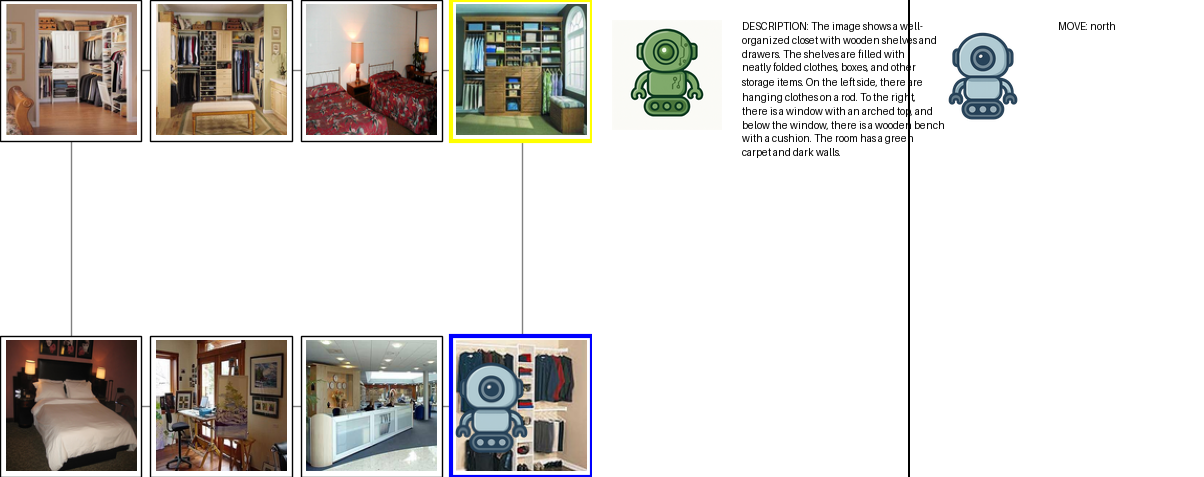 DESCRIPTION: The image shows a well-
organized closet with wooden shelves and
drawers. The shelves are filled with
neatly folded clothes, boxes, and other
storage items. On the left side, there are
hanging clothes on a rod. To the right,
there is a window with an arched top, and
below the window, there is a wooden bench
with a cushion. The room has a green
carpet and dark walls.
MOVE: north